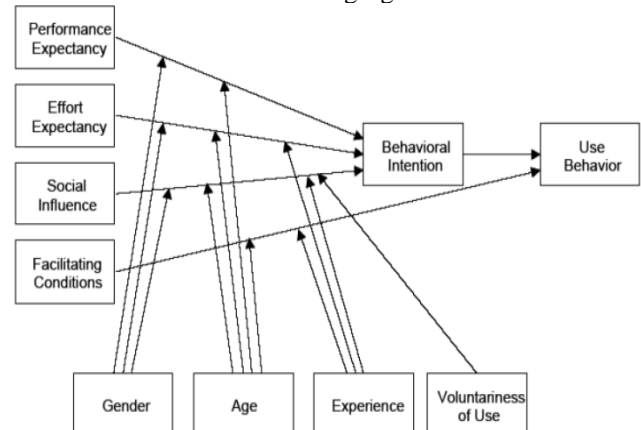 Performance
Expectancy
Effort
Expectancy
Social
Influence
Facilitating
Conditions
Behavioral
Intention
Use
Behavior
Gender
Age
Experience
Voluntariness
of Use